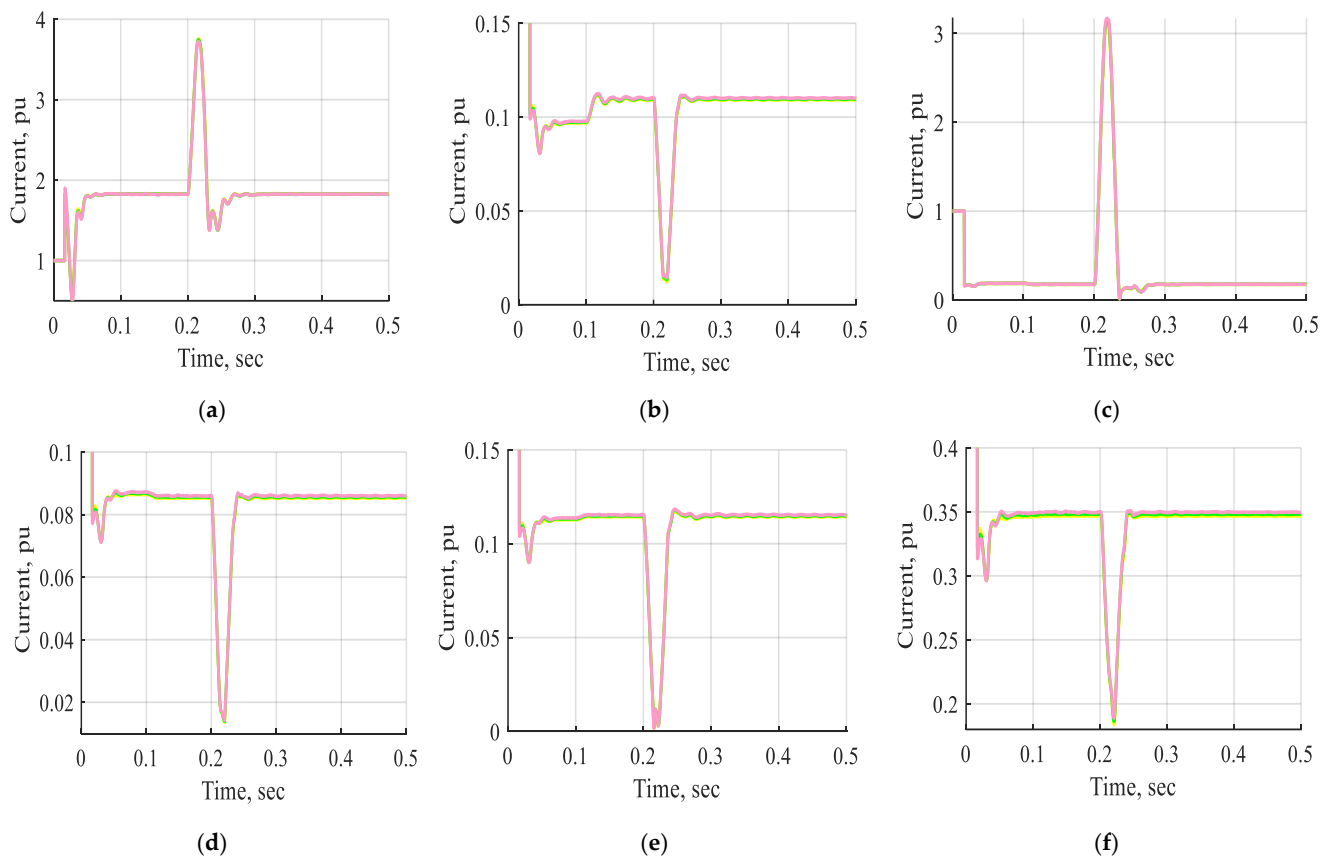 4
3
2
1
Current, pu
0 0.1 0.2 0.3 0.4 0.5
Time, sec
(a)
0.15
0.1
0.05
0
Current, pu
0 0.1 0.2 0.3 0.4 0.5
Time, sec
(b)
3
2
1
0
Current, pu
0 0.1 0.2 0.3 0.4 0.5
Time, sec
(c)
0.1
0.08
0.06
0.04
0.02
Current, pu
0 0.1 0.2 0.3 0.4 0.5
Time, sec
(d)
0.15
0.1
0.05
0
Current, pu
0 0.1 0.2 0.3 0.4 0.5
Time, sec
(e)
0.4
0.35
0.3
0.25
0.2
Current, pu
0 0.1 0.2 0.3 0.4 0.5
Time, sec
(f)